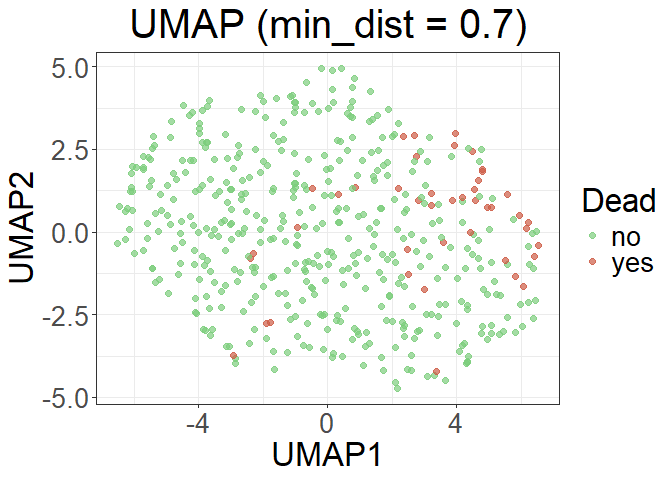 UMAP (min_dist = 0.7)
5.0
2.5
0.0
-2.5
-5.0
UMAP2
-4
0
4
UMAP1
Dead
no
yes